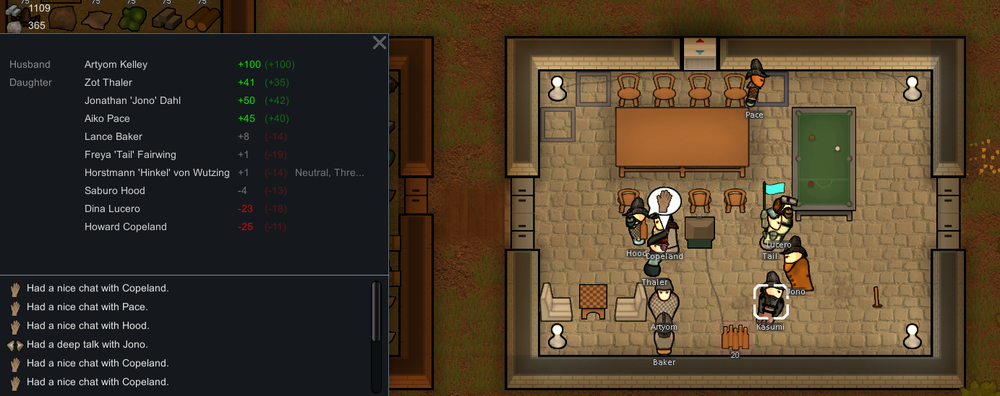 75
75
75
75
75
1109
365
Husband Artyom Kelley +100 (+100)
Daughter Zot Thaler +41 (+35)
Jonathan 'Jono' Dahl +50 (+42)
Aiko Pace +45 (+40)
Lance Baker +8 (-14)
Freya 'Tail' Fairwing +1 (-19)
Horstmann 'Hinkel' von Wutzing +1 (-14) Neutral, Thre...
Saburo Hood -4 (-13)
Dina Lucero -23 (-18)
Howard Copeland -25 (-11)
Had a nice chat with Copeland.
Had a nice chat with Pace.
Had a nice chat with Hood.
Had a deep talk with Jono.
Had a nice chat with Copeland.
Had a nice chat with Copeland.
Pace
Lucero
Hood
Copeland
Tail
Thaler
Jono
Artyom
Kasumi
20
Baker